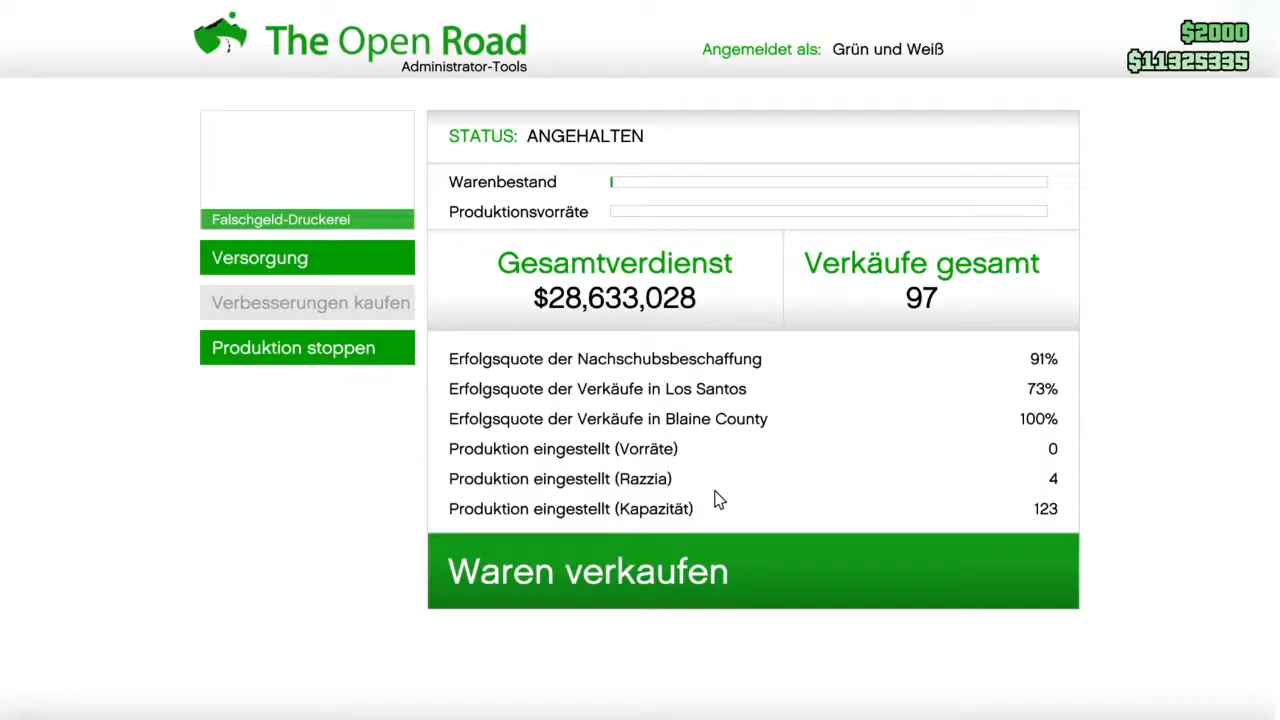 The Open Road
Administrator-Tools
Angemeldet als: Grün und Weiß
$2000
$11325335
Falschgeld-Druckerei
Versorgung
Verbesserungen kaufen
Produktion stoppen
STATUS: ANGEHALTEN
Warenbestand
Produktionsvorräte
Gesamtverdienst
$28,633,028
Verkäufe gesamt
97
Erfolgsquote der Nachschubsbeschaffung 91%
Erfolgsquote der Verkäufe in Los Santos 73%
Erfolgsquote der Verkäufe in Blaine County 100%
Produktion eingestellt (Vorräte) 0
Produktion eingestellt (Razzia) 4
Produktion eingestellt (Kapazität) 123
Waren verkaufen